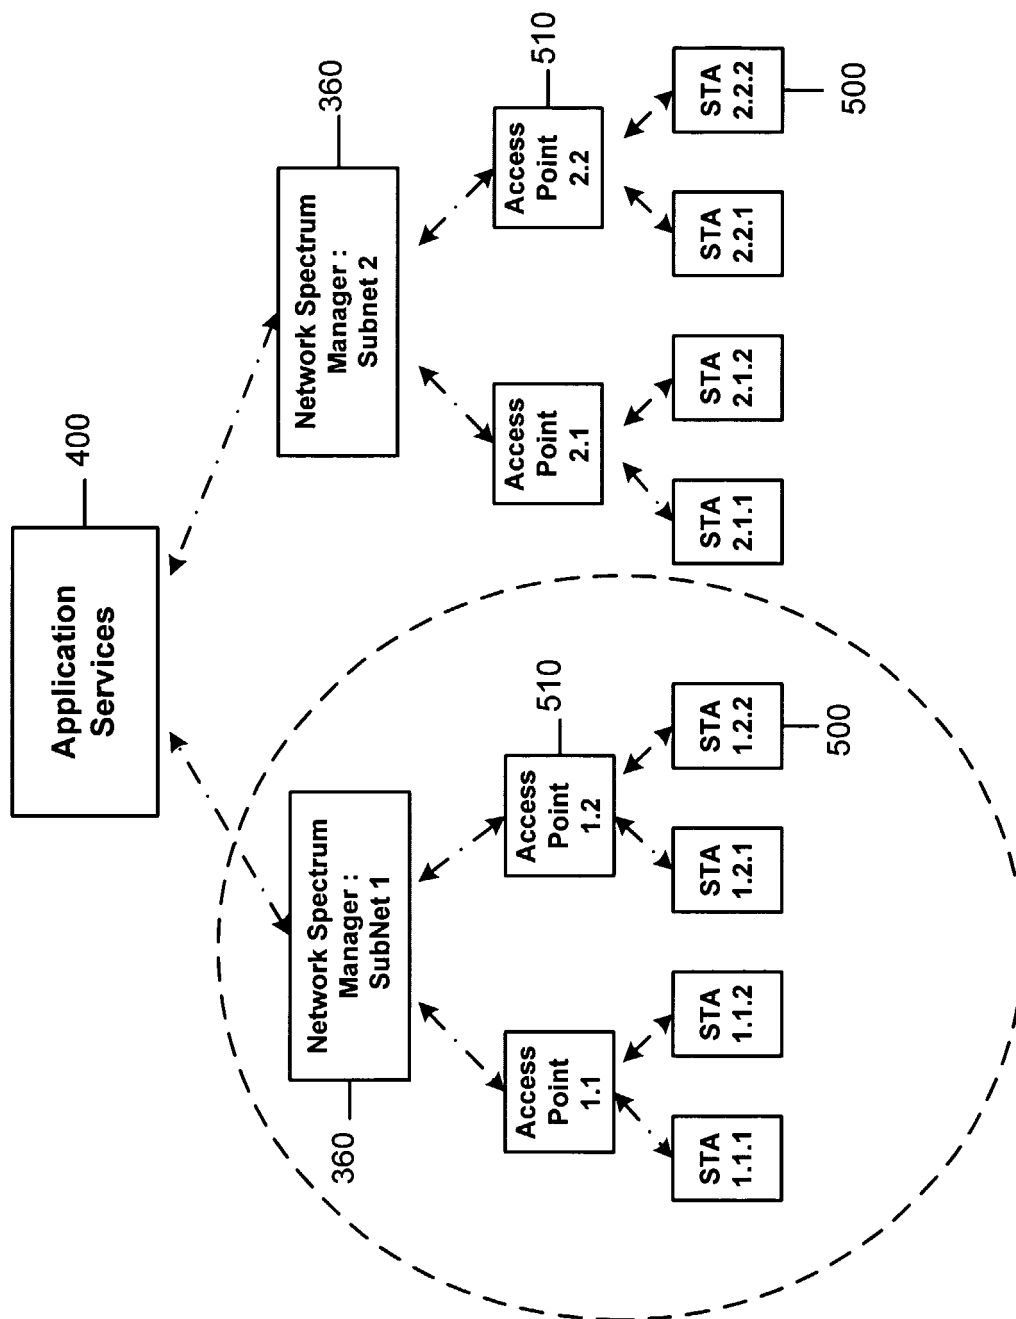 Application
Services
400
360
Network Spectrum
Manager :
SubNet 1
Network Spectrum
Manager :
Subnet 2
360
Access
Point
1.1
Access
Point
1.2
510
Access
Point
2.1
Access
Point
2.2
510
STA
1.1.1
STA
1.1.2
STA
1.2.1
STA
1.2.2
500
STA
2.1.1
STA
2.1.2
STA
2.2.1
STA
2.2.2
500